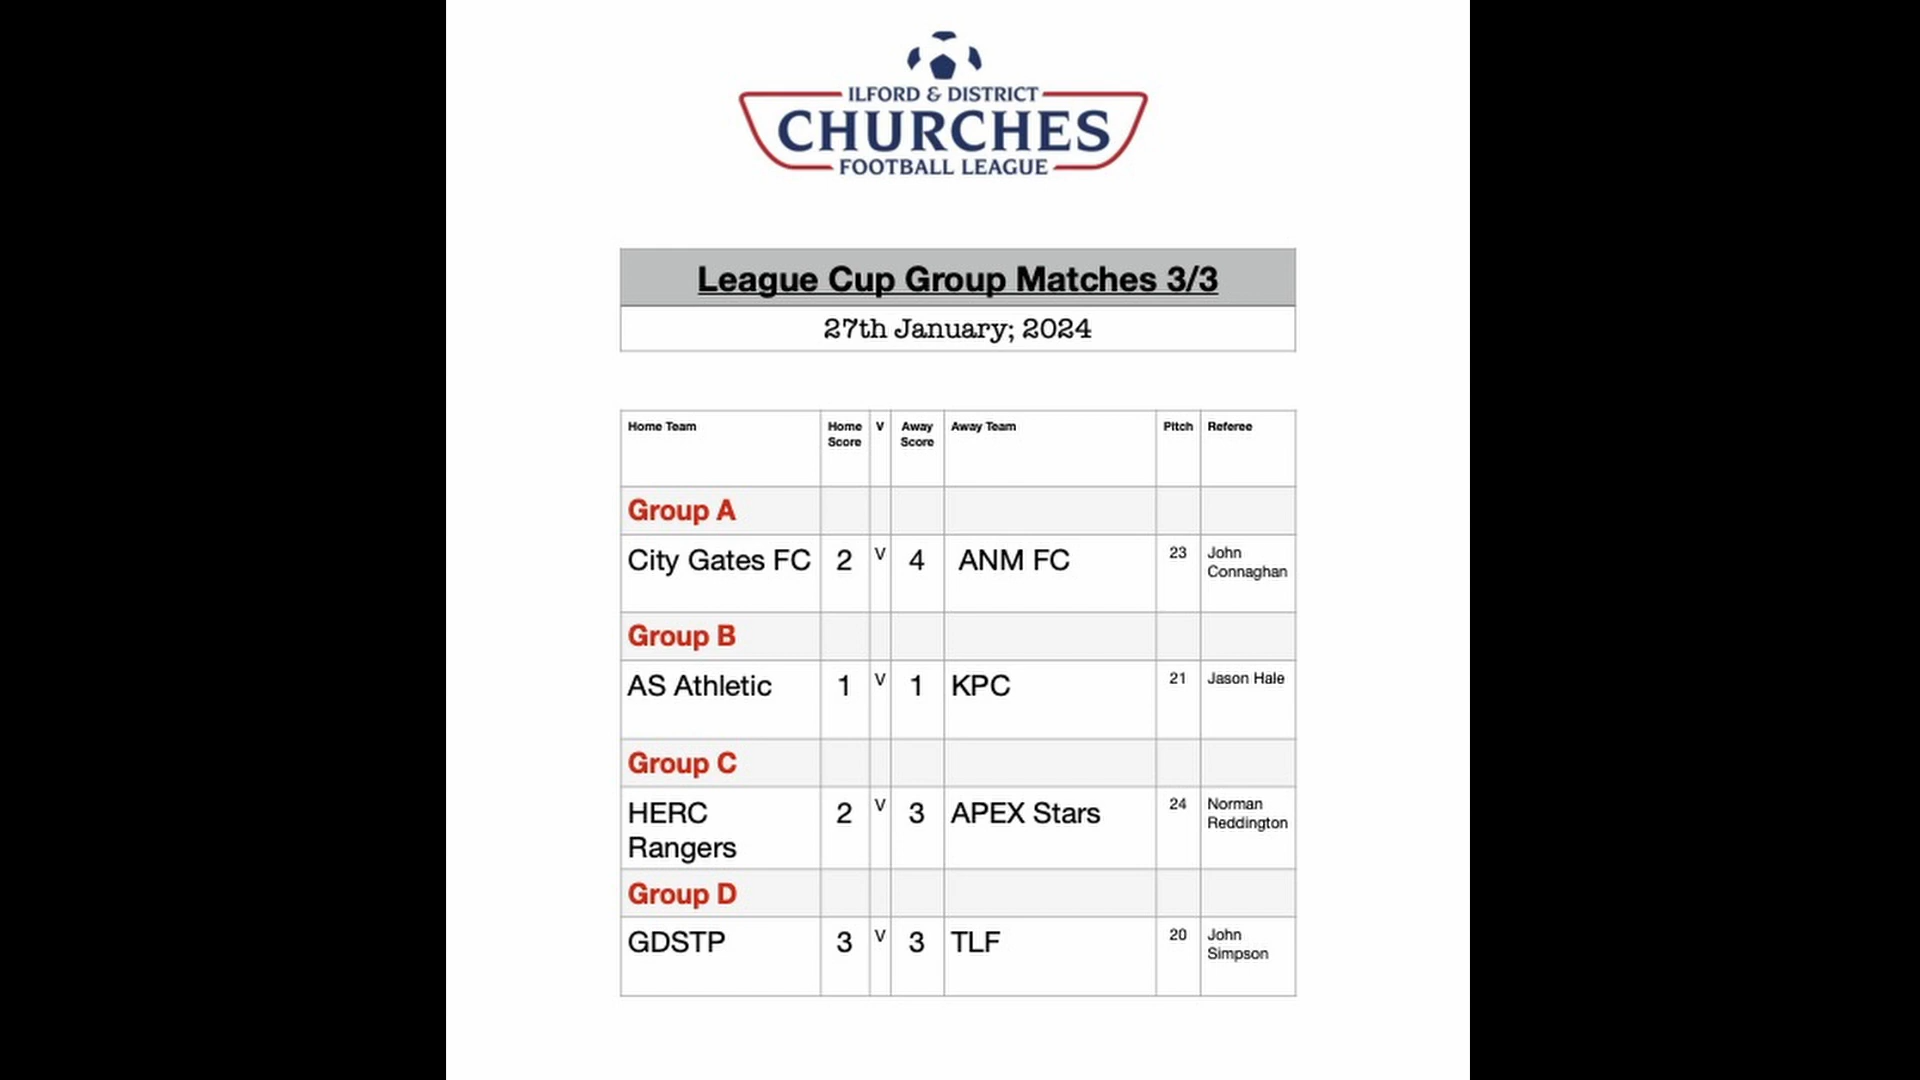 ILFORD & DISTRICT
CHURCHES
FOOTBALL LEAGUE
League Cup Group Matches 3/3
27th January; 2024
Home Team Home Score V Away Score Away Team Pitch Referee
Group A
City Gates FC 2 V 4 ANM FC 23 John Connaghan
Group B
AS Athletic 1 V 1 KPC 21 Jason Hale
Group C
HERC Rangers 2 V 3 APEX Stars 24 Norman Reddington
Group D
GDSTP 3 V 3 TLF 20 John Simpson